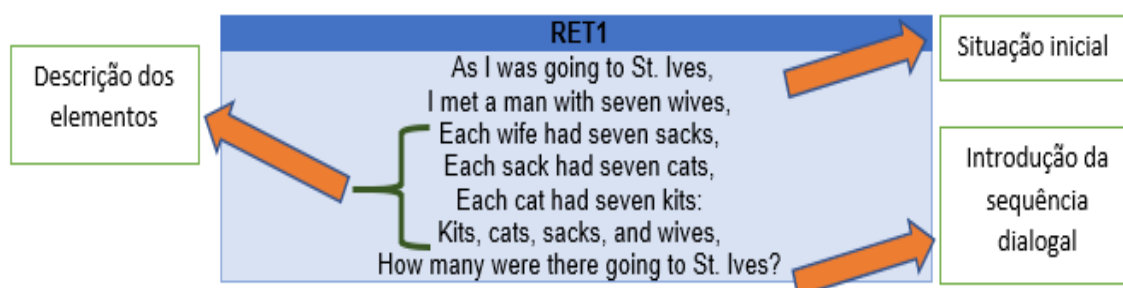 RET1
Descrição dos
elementos
As I was going to St. Ives,
I met a man with seven wives,
Each wife had seven sacks,
Each sack had seven cats,
Each cat had seven kits:
Kits, cats, sacks, and wives,
How many were there going to St. Ives?
Situação inicial
Introdução da
sequência
dialogal